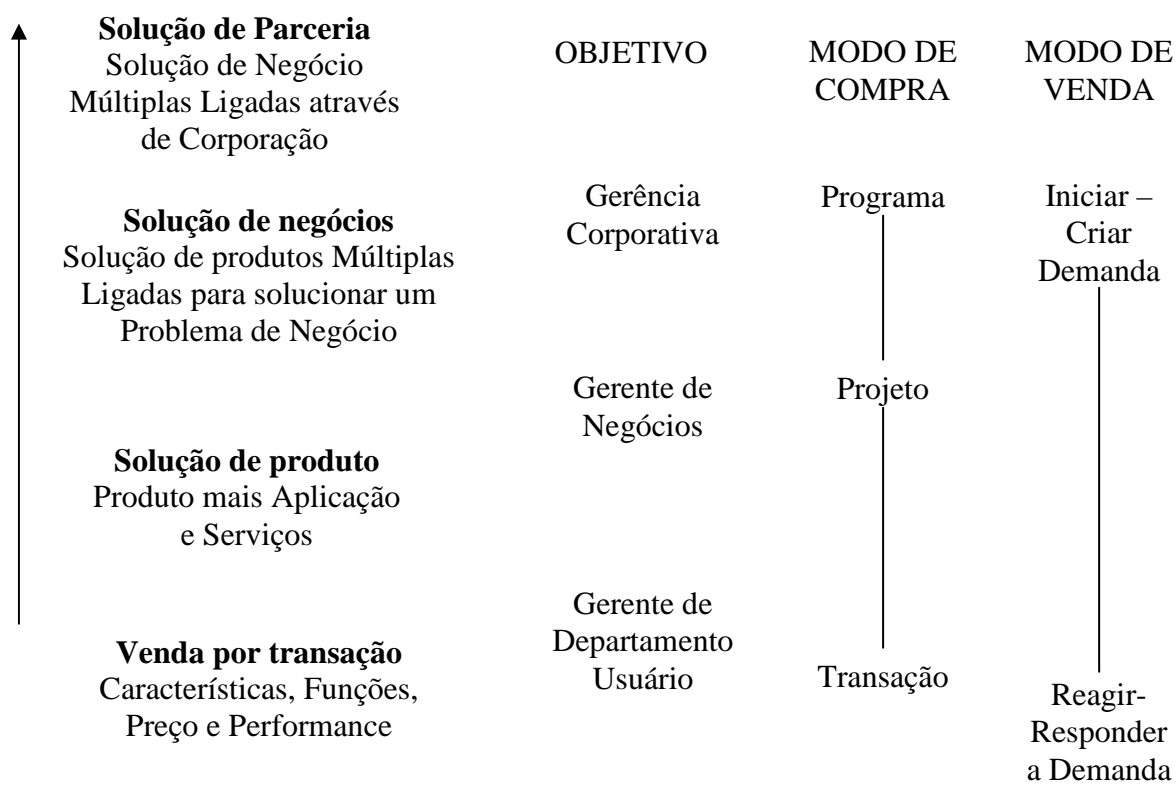 Solução de Parceria
Solução de Negócio
Múltiplas Ligadas através
de Corporação
Solução de negócios
Solução de produtos Múltiplas
Ligadas para solucionar um
Problema de Negócio
Solução de produto
Produto mais Aplicação
e Serviços
Venda por transação
Características, Funções,
Preço e Performance
OBJETIVO
Gerência
Corporativa
Gerente de
Negócios
Gerente de
Departamento
Usuário
MODO DE
COMPRA
Programa
Projeto
Transação
MODO DE
VENDA
Iniciar –
Criar
Demanda
Reagir-
Responder
a Demanda